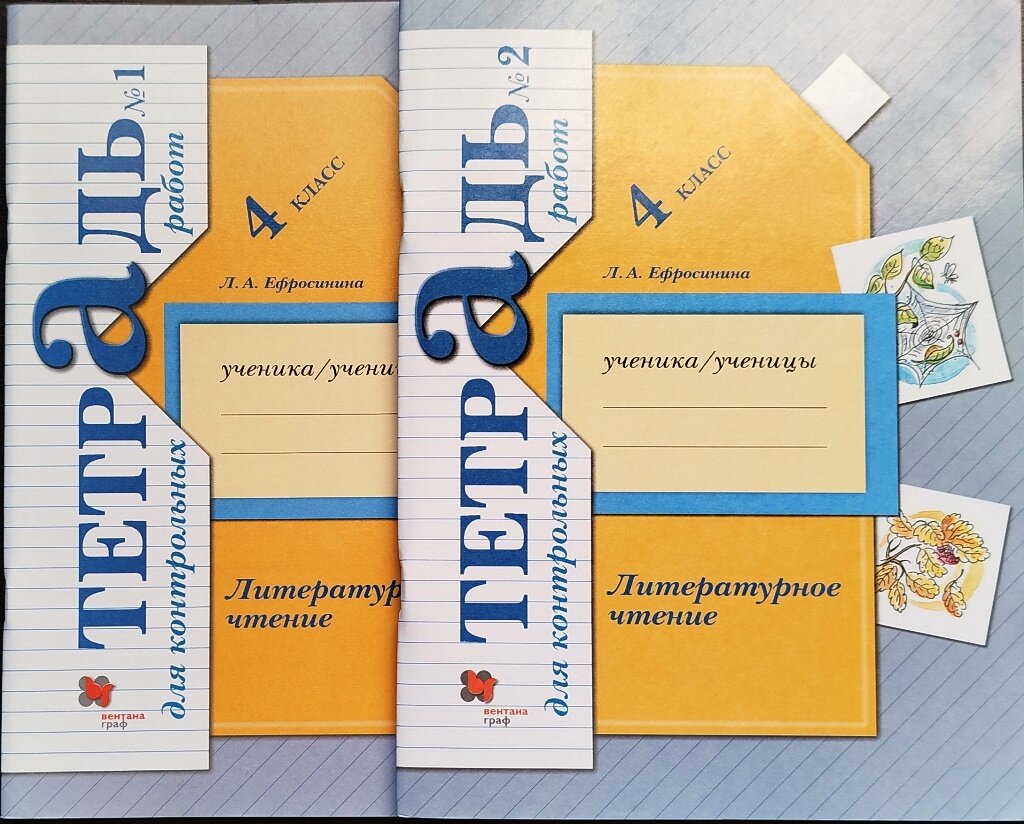 ТЕТРАДЬ № 1
для контрольных работ
4 КЛАСС
Л. А. Ефросинина
ученика/учени
Литератур
чтение
вентана
граф
ТЕТРАДЬ № 2
для контрольных работ
4 КЛАСС
Л. А. Ефросинина
ученика/ученицы
Литературное
чтение
вентана
граф